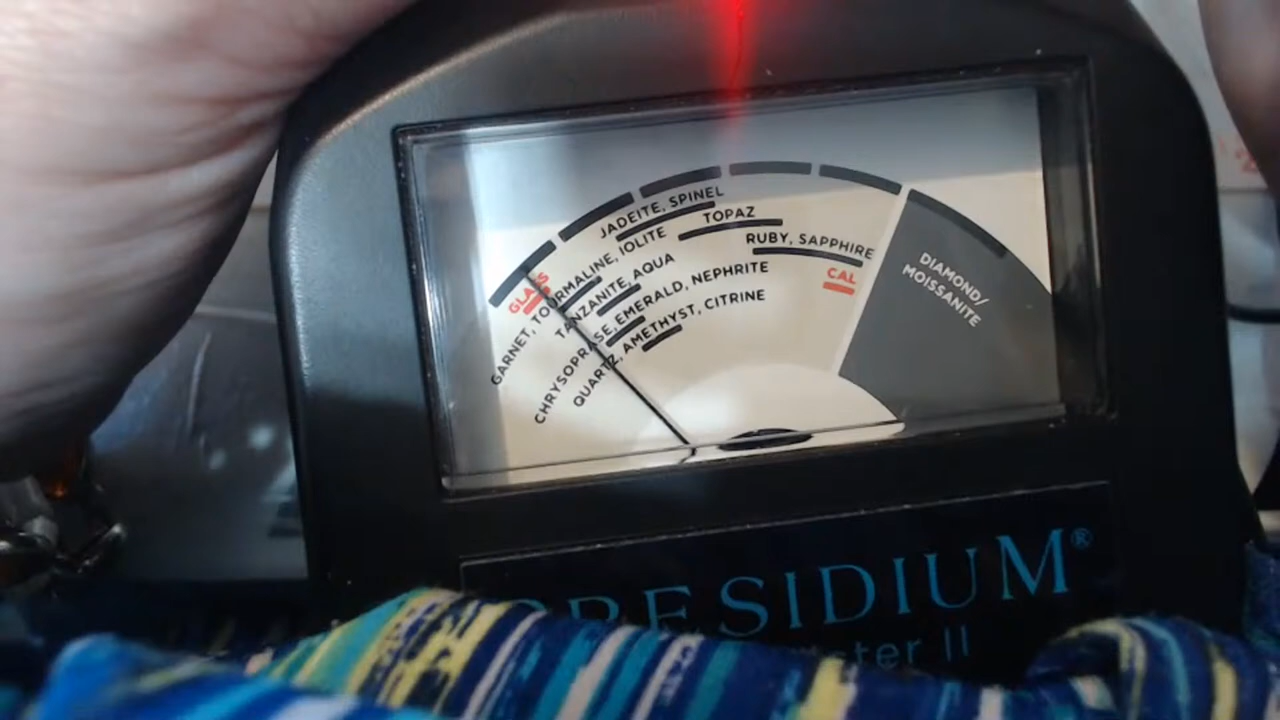 JADEITE, SPINEL
TOPAZ
IOLITE
RUBY, SAPPHIRE
GLASS
GARNET, TOURMALINE,
TANZANITE, AQUA
CAL
DIAMOND/
MOISSANITE
CHRYSOPRASE, EMERALD, NEPHRITE
QUARTZ, AMETHYST, CITRINE
PRESIDIUM®
II